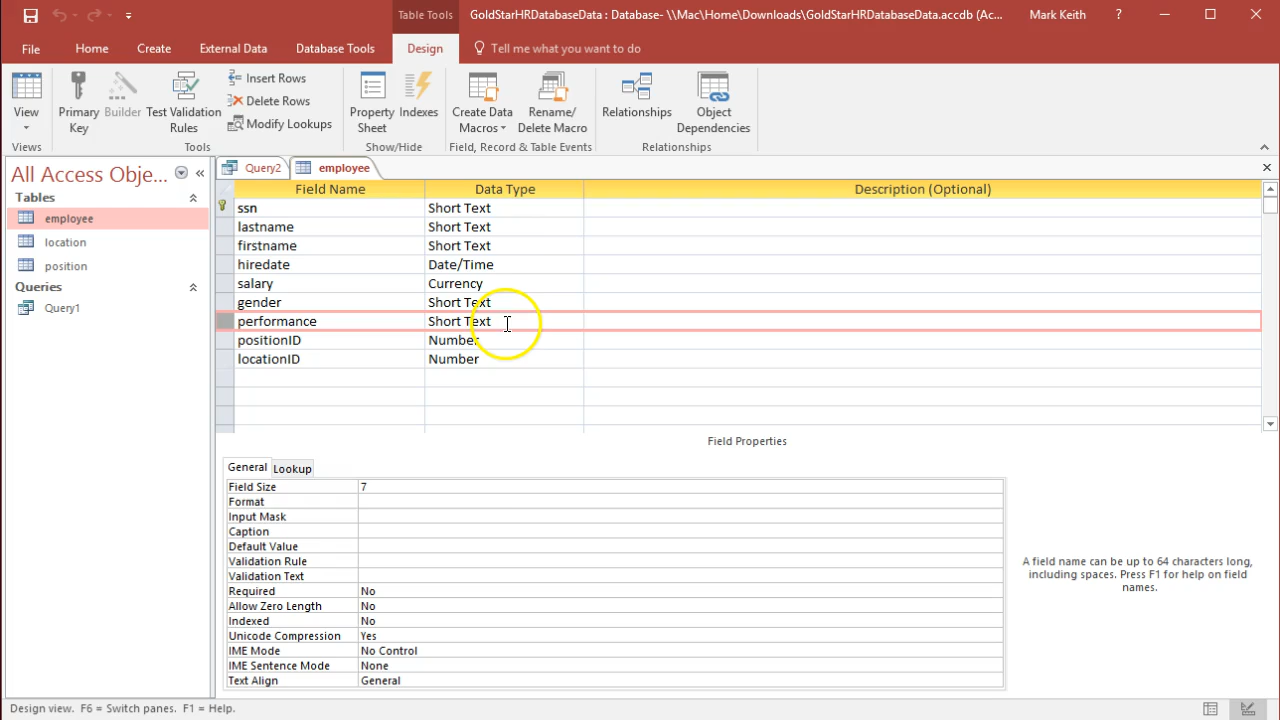 Table Tools
GoldStarHRDatabaseData : Database- \\Mac\Home\Downloads\GoldStarHRDatabaseData.accdb (Ac...
Mark Keith
?
File
Home
Create
External Data
Database Tools
Design
Tell me what you want to do
View
Primary Key
Builder
Test Validation Rules
Insert Rows
Delete Rows
Modify Lookups
Property Sheet
Indexes
Create Data Macros
Rename/ Delete Macro
Relationships
Object Dependencies
Views
Tools
Show/Hide
Field, Record & Table Events
Relationships
All Access Obje...
Tables
employee
location
position
Queries
Query1
Query2
employee
Field Name Data Type Description (Optional)
ssn Short Text
lastname Short Text
firstname Short Text
hiredate Date/Time
salary Currency
gender Short Text
performance Short Text
positionID Number
locationID Number
Field Properties
General Lookup
Field Size 7
Format
Input Mask
Caption
Default Value
Validation Rule
Validation Text
Required No
Allow Zero Length No
Indexed No
Unicode Compression Yes
IME Mode No Control
IME Sentence Mode None
Text Align General
A field name can be up to 64 characters long,
including spaces. Press F1 for help on field
names.
Design view. F6 = Switch panes. F1 = Help.